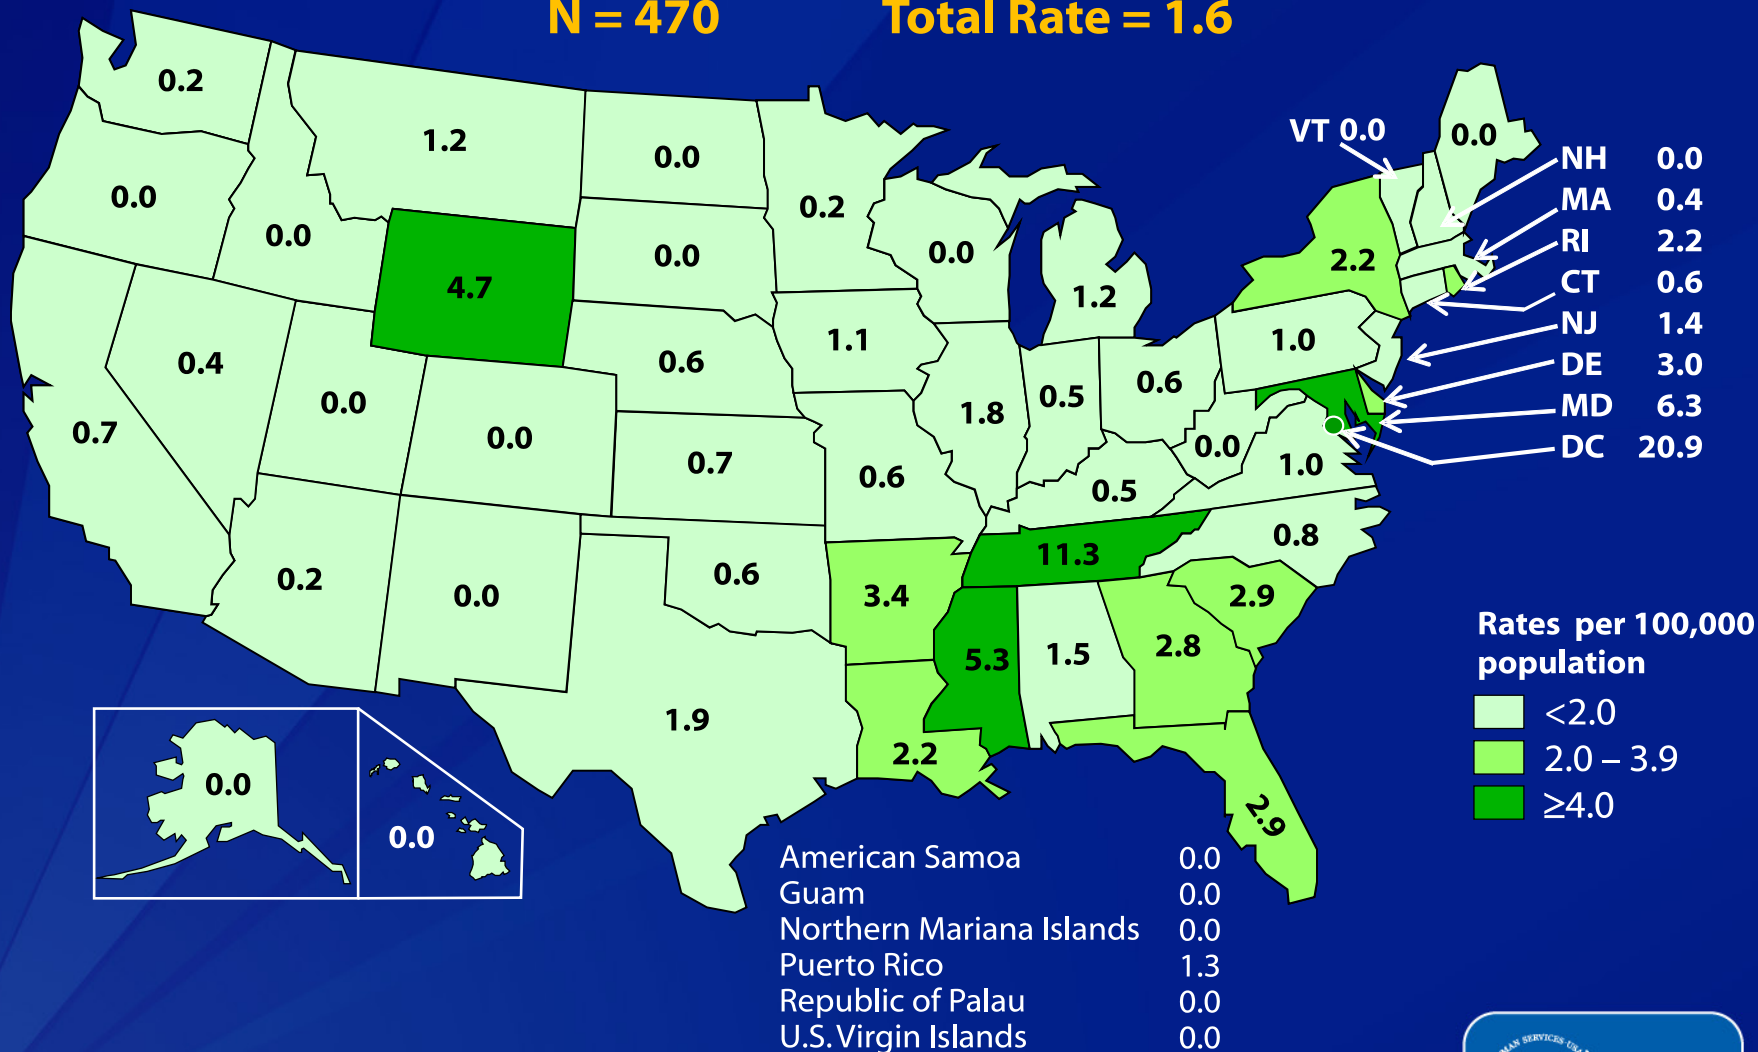 N = 470 Total Rate = 1.6
0.2
1.2
0.0
0.2
0.0
VT 0.0
0.0
NH 0.0
MA 0.4
RI 2.2
CT 0.6
NJ 1.4
DE 3.0
MD 6.3
DC 20.9
0.0
0.0
4.7
0.0
0.0
1.2
2.2
0.4
0.0
0.6
1.1
1.8
0.5
0.6
1.0
0.7
0.0
0.7
0.6
0.5
0.0
1.0
0.2
0.0
0.6
3.4
11.3
0.8
2.9
1.9
2.2
5.3
1.5
2.8
2.9
0.0
0.0
Rates per 100,000
population
<2.0
2.0 – 3.9
≥4.0
American Samoa 0.0
Guam 0.0
Northern Mariana Islands 0.0
Puerto Rico 1.3
Republic of Palau 0.0
U.S. Virgin Islands 0.0
MAN SERVICES·USA